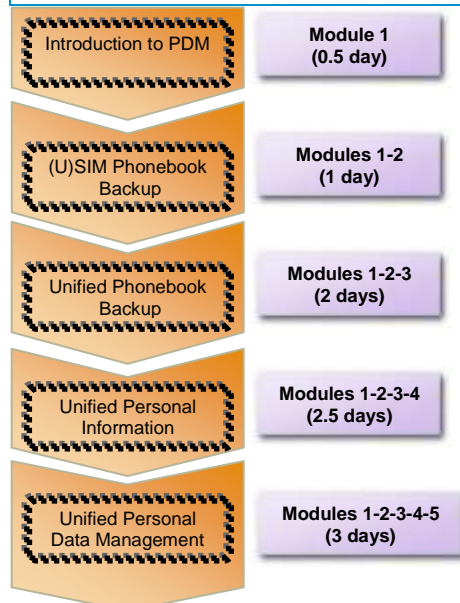 Introduction to PDM
Module 1
(0.5 day)
(U)SIM Phonebook
Backup
Modules 1-2
(1 day)
Unified Phonebook
Backup
Modules 1-2-3
(2 days)
Unified Personal
Information
Modules 1-2-3-4
(2.5 days)
Unified Personal
Data Management
Modules 1-2-3-4-5
(3 days)